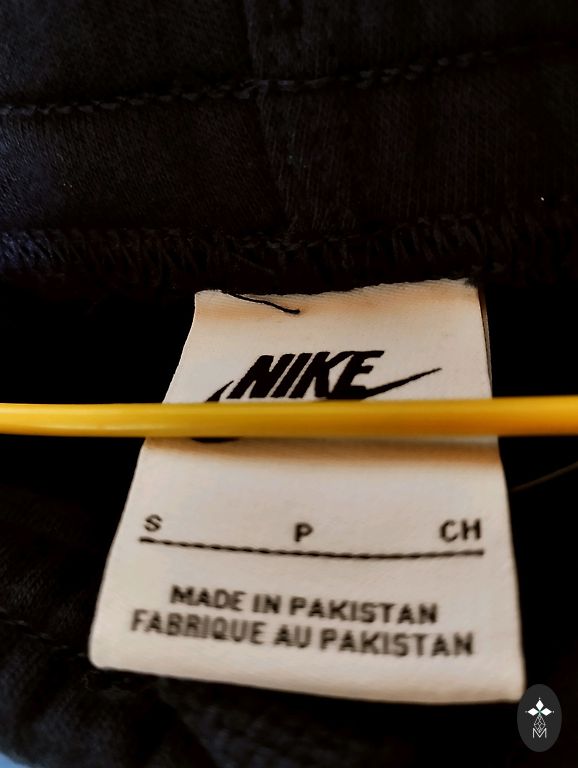 NIKE
S P CH
MADE IN PAKISTAN
FABRIQUE AU PAKISTAN
M